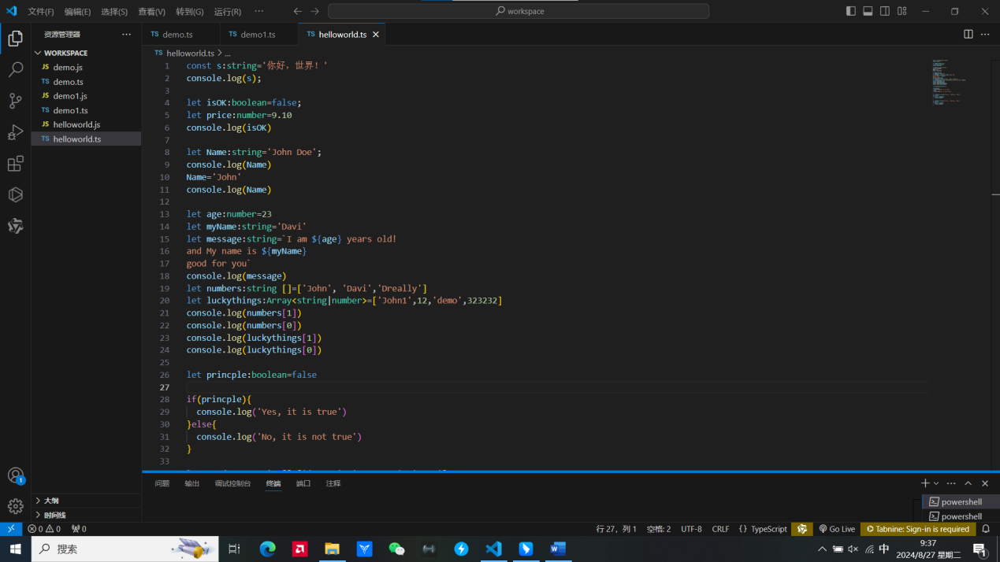 文件(F) 编辑(E) 选择(S) 查看(V) 转到(G) 运行(R) ··· workspace
资源管理器 ···
WORKSPACE
JS demo.js
TS demo.ts
JS demo1.js
TS demo1.ts
JS helloworld.js
TS helloworld.ts
大纲
时间线
TS demo.ts TS demo1.ts TS helloworld.ts
TS helloworld.ts > ...
1 const s:string='你好，世界！'
2 console.log(s);
3
4 let isOK:boolean=false;
5 let price:number=9.10
6 console.log(isOK)
7
8 let Name:string='John Doe';
9 console.log(Name)
10 Name='John'
11 console.log(Name)
12
13 let age:number=23
14 let myName:string='Davi'
15 let message:string=`I am ${age} years old!
16 and My name is ${myName}
17 good for you`
18 console.log(message)
19 let numbers:string []=['John', 'Davi','Dreally']
20 let luckythings:Array<string|number>=['John1',12,'demo',323232]
21 console.log(numbers[1])
22 console.log(numbers[0])
23 console.log(luckythings[1])
24 console.log(luckythings[0])
25
26 let princple:boolean=false
27
28 if(princple){
29 console.log('Yes, it is true')
30 }else{
31 console.log('No, it is not true')
32 }
33
问题 输出 调试控制台 终端 端口 注释
powershell
powershell
0 0 0 行 27，列 1 空格: 2 UTF-8 CRLF {} TypeScript Go Live Tabnine: Sign-in is required
搜索
中
9:37
2024/8/27 星期二
1